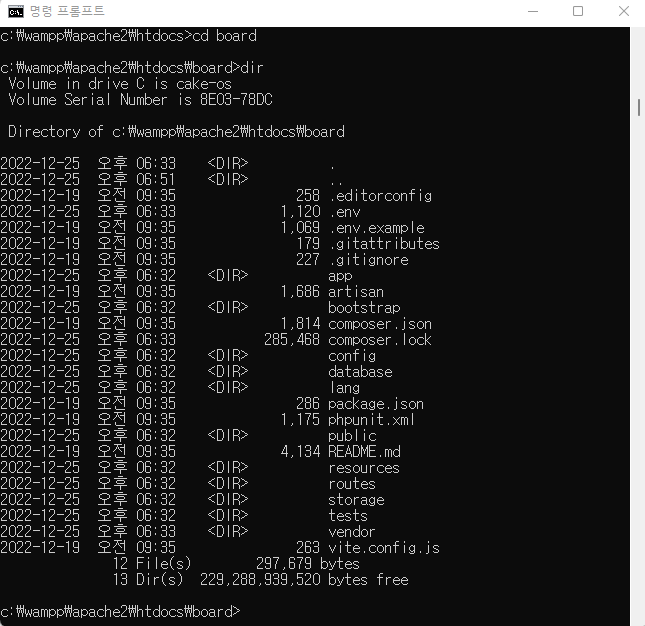 명령 프롬프트
c:₩wampp₩apache2₩htdocs>cd board
c:₩wampp₩apache2₩htdocs₩board>dir
Volume in drive C is cake-os
Volume Serial Number is 8E03-78DC
Directory of c:₩wampp₩apache2₩htdocs₩board
2022-12-25 오후 06:33 <DIR> .
2022-12-25 오후 06:51 <DIR> ..
2022-12-19 오전 09:35 258 .editorconfig
2022-12-25 오후 06:33 1,120 .env
2022-12-19 오전 09:35 1,069 .env.example
2022-12-19 오전 09:35 179 .gitattributes
2022-12-19 오전 09:35 227 .gitignore
2022-12-25 오후 06:32 <DIR> app
2022-12-19 오전 09:35 1,686 artisan
2022-12-25 오후 06:32 <DIR> bootstrap
2022-12-19 오전 09:35 1,814 composer.json
2022-12-25 오후 06:33 285,468 composer.lock
2022-12-25 오후 06:32 <DIR> config
2022-12-25 오후 06:32 <DIR> database
2022-12-25 오후 06:32 <DIR> lang
2022-12-19 오전 09:35 286 package.json
2022-12-19 오전 09:35 1,175 phpunit.xml
2022-12-25 오후 06:32 <DIR> public
2022-12-19 오전 09:35 4,134 README.md
2022-12-25 오후 06:32 <DIR> resources
2022-12-25 오후 06:32 <DIR> routes
2022-12-25 오후 06:32 <DIR> storage
2022-12-25 오후 06:32 <DIR> tests
2022-12-25 오후 06:33 <DIR> vendor
2022-12-19 오전 09:35 263 vite.config.js
12 File(s) 297,679 bytes
13 Dir(s) 229,288,939,520 bytes free
c:₩wampp₩apache2₩htdocs₩board>